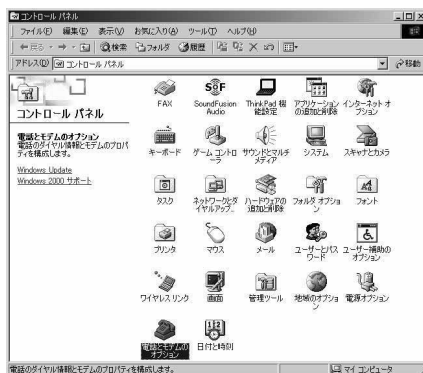 コントロール パネル
ファイル(F) 編集(E) 表示(V) お気に入り(A) ツール(T) ヘルプ(H)
戻る 検索 フォルダ 履歴
アドレス(D) コントロール パネル 移動
コントロール パネル
電話とモデムのオプション
電話のダイヤル情報とモデムのプロパ
ティを構成します。
Windows Update
Windows 2000 サポート
FAX
SoundFusion
Audio
ThinkPad 機
能設定
アプリケーション
の追加と削除
インターネット オ
プション
キーボード
ゲーム コントロ
ーラ
サウンドとマルチ
メディア
システム
スキャナとカメラ
タスク
ネットワークとダ
イヤルアップ...
ハードウェアの
追加と削除
フォルダ オプショ
ン
フォント
プリンタ
マウス
メール
ユーザーとパス
ワード
ユーザー補助の
オプション
ワイヤレス リンク
画面
管理ツール
地域のオプショ
ン
電源オプション
電話とモデムの
オプション
日付と時刻
電話のダイヤル情報とモデムのプロパティを構成します。 マイ コンピュータ